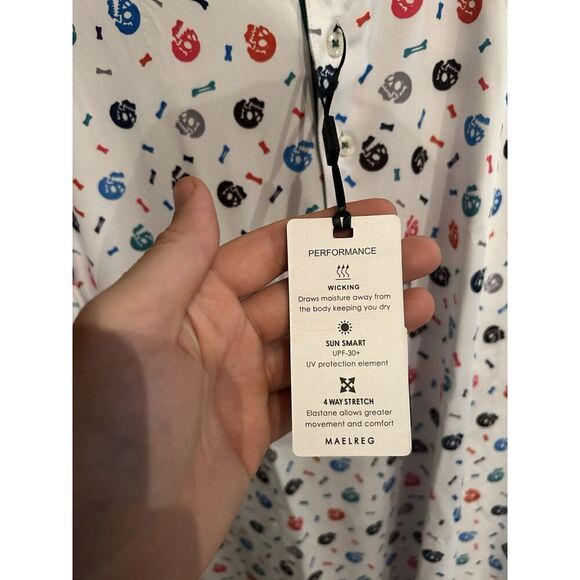 PERFORMANCE
WICKING
Draws moisture away from
the body keeping you dry
SUN SMART
UPF-30+
UV protection element
4 WAY STRETCH
Elastane allows greater
movement and comfort
MAELREG